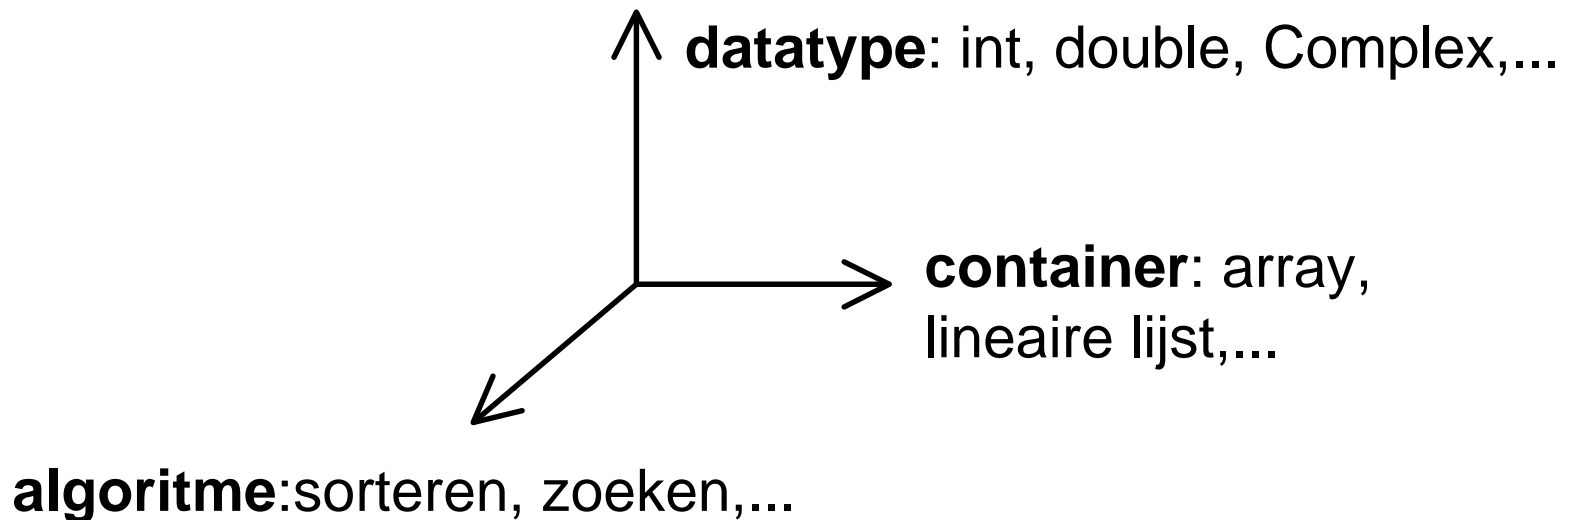 datatype: int, double, Complex,...
container: array,
lineaire lijst,...
algoritme:sorteren, zoeken,...